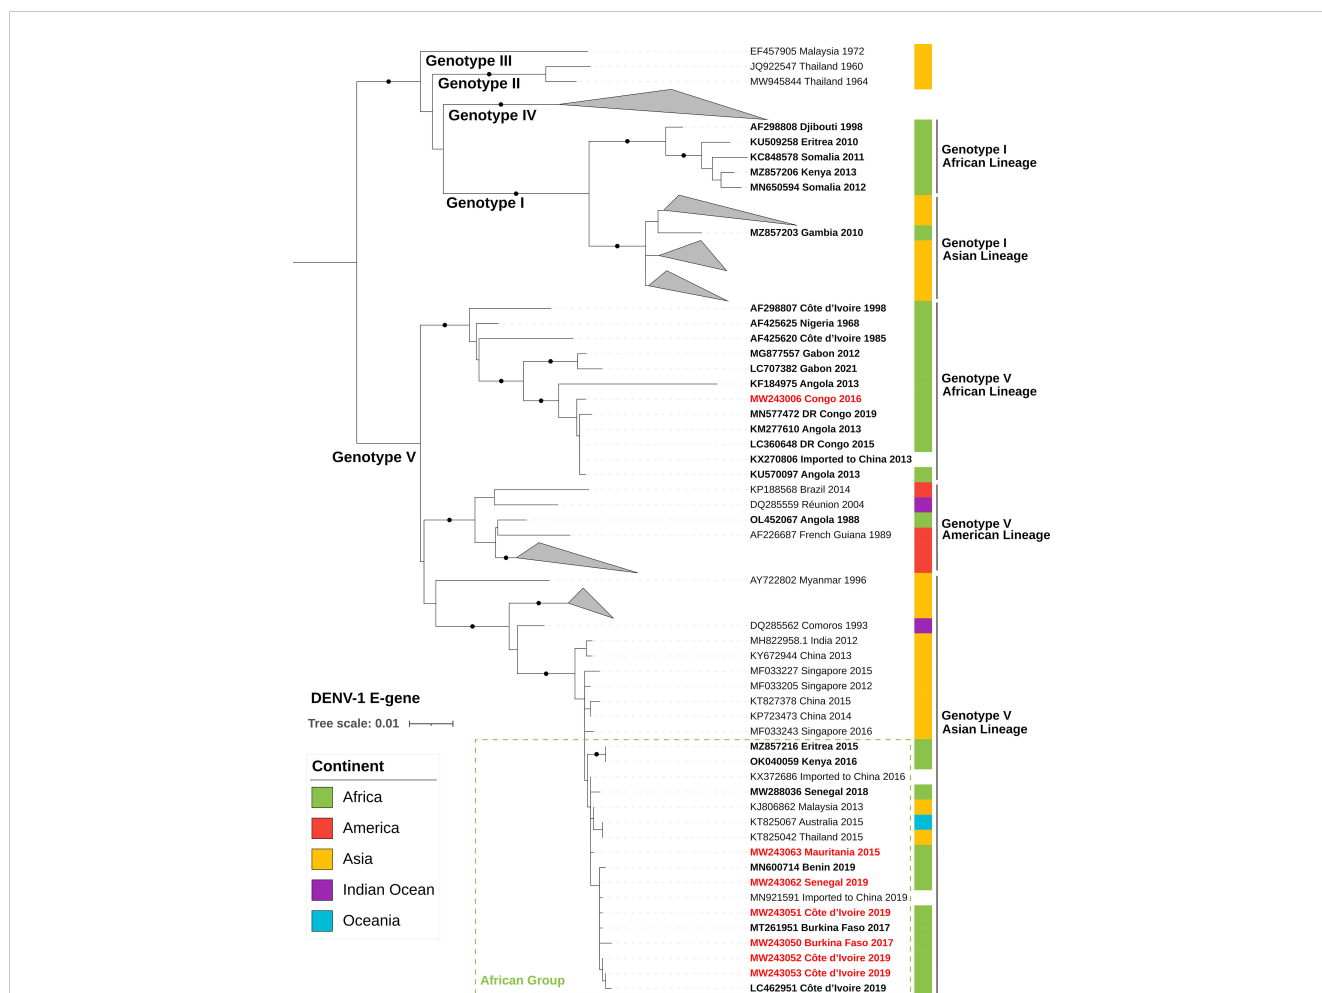 EF457905 Malaysia 1972
Genotype III
JQ922547 Thailand 1960
Genotype II
MW945844 Thailand 1964
Genotype IV
AF298808 Djibouti 1998
KU509258 Eritrea 2010
KC848578 Somalia 2011
MZ857206 Kenya 2013
MN650594 Somalia 2012
Genotype I
African Lineage
Genotype I
MZ857203 Gambia 2010
Genotype I
Asian Lineage
AF298807 Côte d’Ivoire 1998
AF425625 Nigeria 1968
AF425620 Côte d’Ivoire 1985
MG877557 Gabon 2012
LC707382 Gabon 2021
KF184975 Angola 2013
MW243006 Congo 2016
MN577472 DR Congo 2019
KM277610 Angola 2013
LC360648 DR Congo 2015
KX270806 Imported to China 2013
KU570097 Angola 2013
Genotype V
African Lineage
Genotype V
KP188568 Brazil 2014
DQ285559 Réunion 2004
OL452067 Angola 1988
AF226687 French Guiana 1989
Genotype V
American Lineage
AY722802 Myanmar 1996
DQ285562 Comoros 1993
MH822958.1 India 2012
KY672944 China 2013
MF033227 Singapore 2015
MF033205 Singapore 2012
KT827378 China 2015
KP723473 China 2014
MF033243 Singapore 2016
Genotype V
Asian Lineage
MZ857216 Eritrea 2015
OK040059 Kenya 2016
KX372686 Imported to China 2016
MW288036 Senegal 2018
KJ806862 Malaysia 2013
KT825067 Australia 2015
KT825042 Thailand 2015
MW243063 Mauritania 2015
MN600714 Benin 2019
MW243062 Senegal 2019
MN921591 Imported to China 2019
MW243051 Côte d’Ivoire 2019
MT261951 Burkina Faso 2017
MW243050 Burkina Faso 2017
MW243052 Côte d’Ivoire 2019
MW243053 Côte d’Ivoire 2019
LC462951 Côte d’Ivoire 2019
African Group
DENV-1 E-gene
Tree scale: 0.01
Continent
Africa
America
Asia
Indian Ocean
Oceania